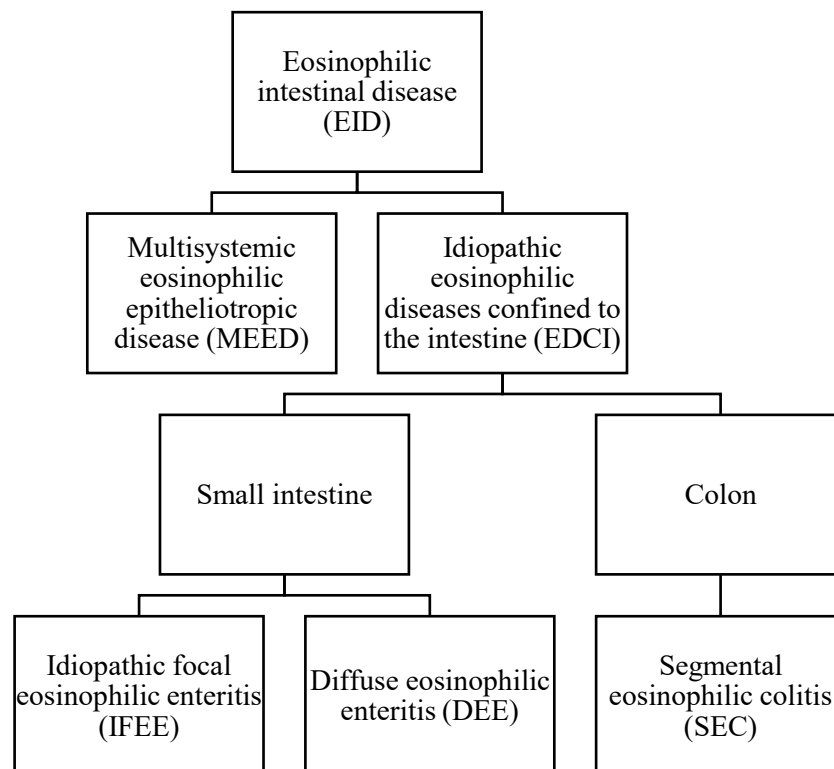 Eosinophilic
intestinal disease
(EID)
Multisystemic
eosinophilic
epitheliotropic
disease (MEED)
Idiopathic
eosinophilic
diseases confined to
the intestine (EDCI)
Small intestine
Colon
Idiopathic focal
eosinophilic enteritis
(IFEE)
Diffuse eosinophilic
enteritis (DEE)
Segmental
eosinophilic colitis
(SEC)